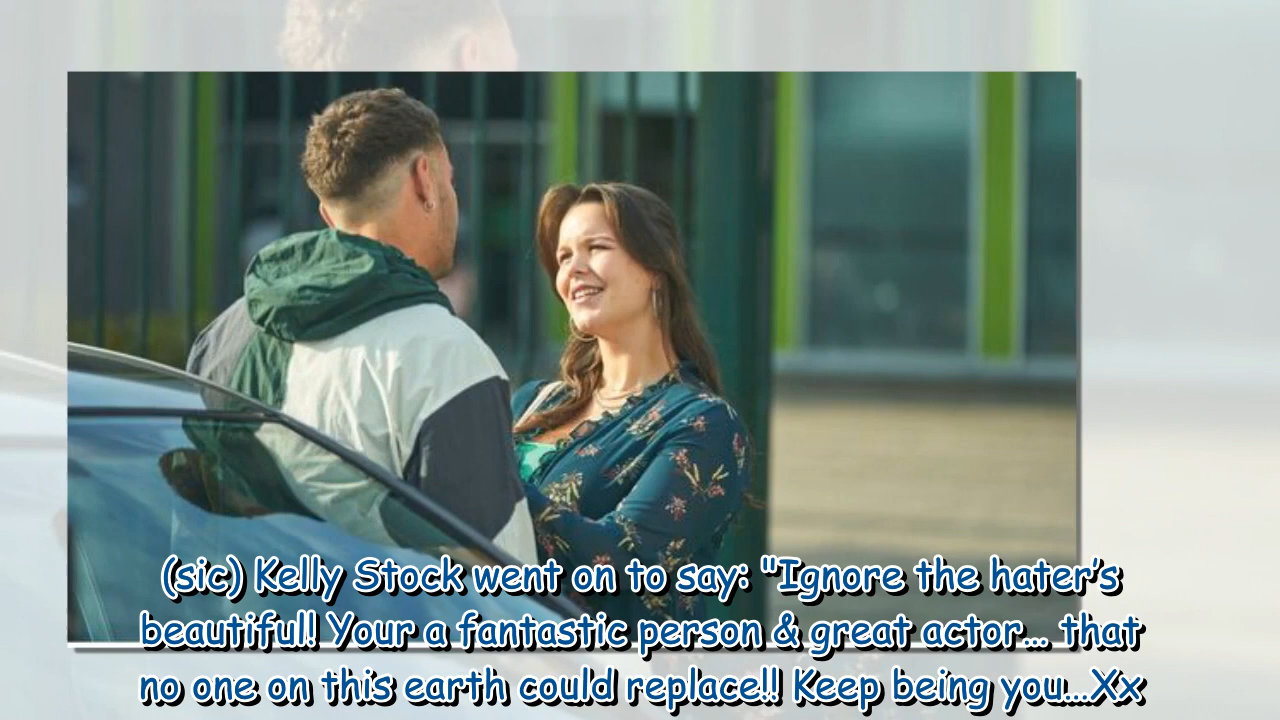 (sic) Kelly Stock went on to say: "Ignore the hater's
beautiful! Your a fantastic person & great actor... that
no one on this earth could replace!! Keep being you...Xx